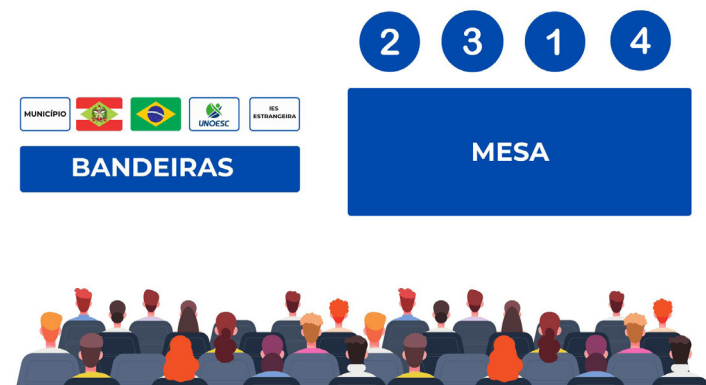 2 3 1 4
MUNICÍPIO
UNOESC
IES
ESTRANGEIRA
BANDEIRAS
MESA